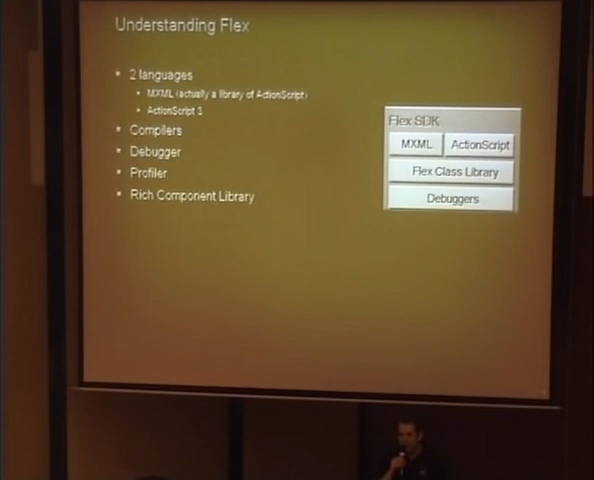 Understanding Flex
2 languages
MXML (actually a library of ActionScript)
ActionScript 3
Compilers
Debugger
Profiler
Rich Component Library
Flex SDK
MXML
ActionScript
Flex Class Library
Debuggers